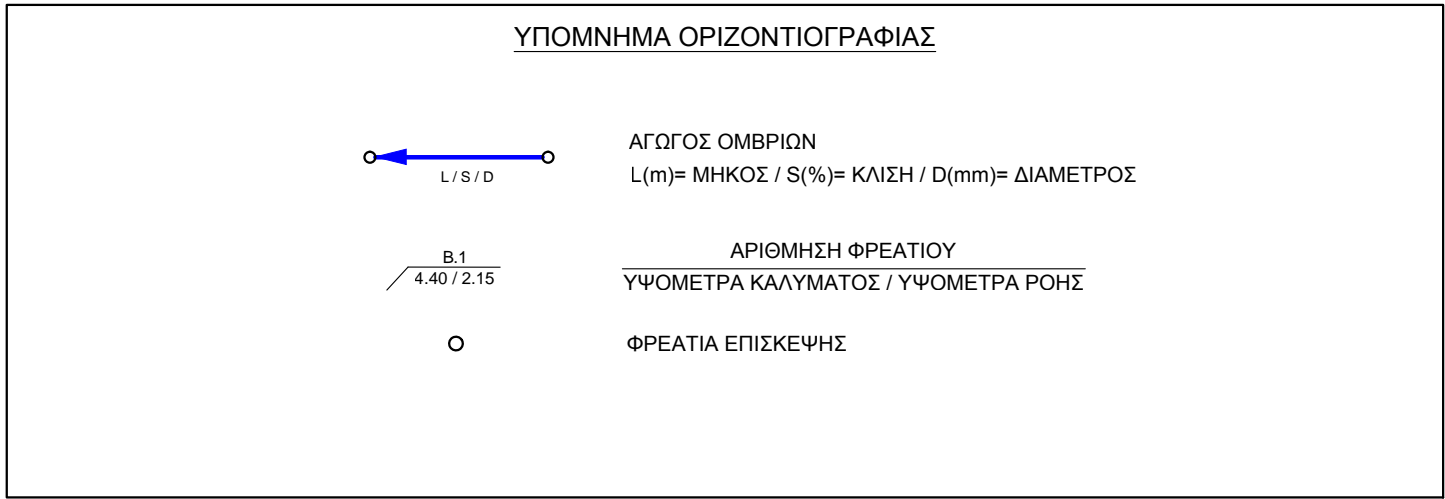 ΥΠΟΜΝΗΜΑ ΟΡΙΖΟΝΤΙΟΓΡΑΦΙΑΣ
L / S / D
ΑΓΩΓΟΣ ΟΜΒΡΙΩΝ
L(m)= ΜΗΚΟΣ / S(%)= ΚΛΙΣΗ / D(mm)= ΔΙΑΜΕΤΡΟΣ
B.1
4.40 / 2.15
ΑΡΙΘΜΗΣΗ ΦΡΕΑΤΙΟΥ
ΥΨΟΜΕΤΡΑ ΚΑΛΥΜΑΤΟΣ / ΥΨΟΜΕΤΡΑ ΡΟΗΣ
ΦΡΕΑΤΙΑ ΕΠΙΣΚΕΨΗΣ